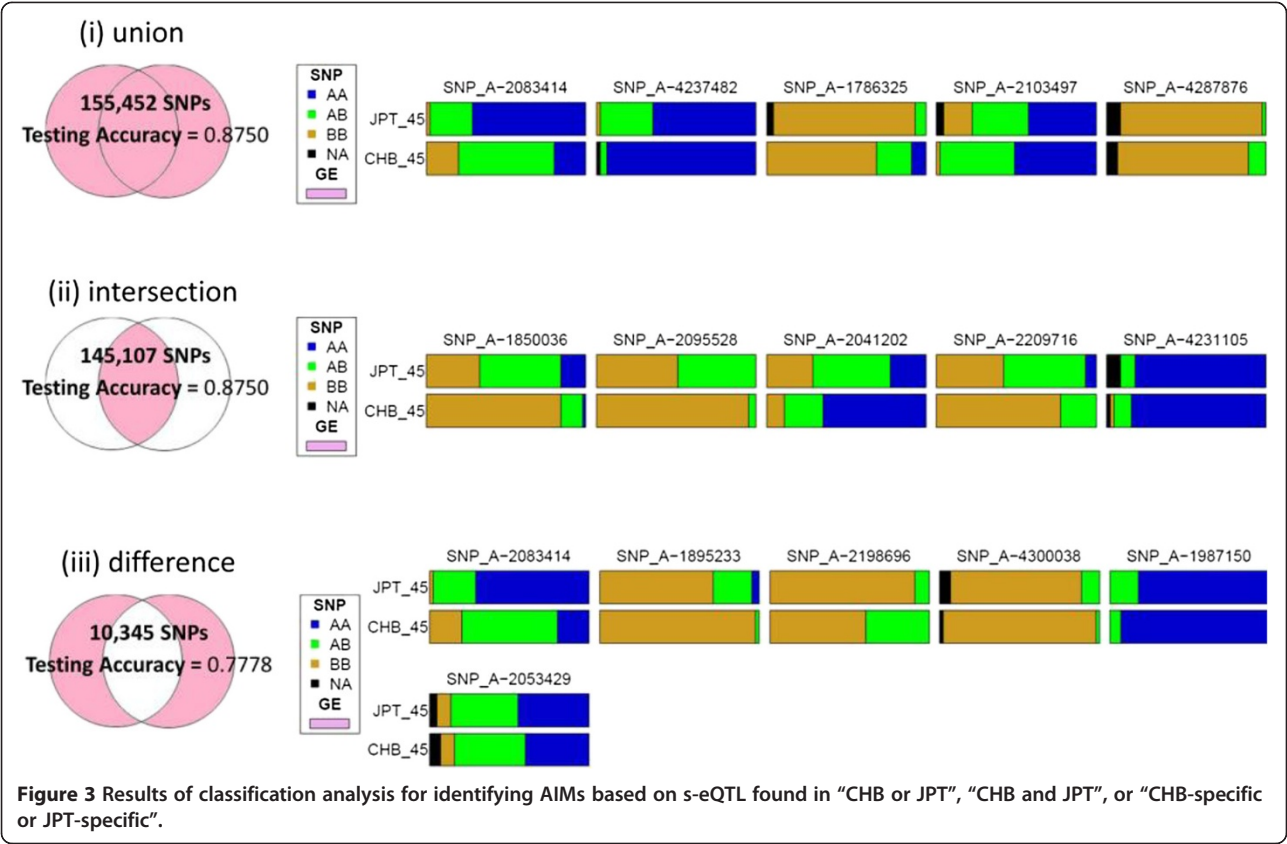 (i) union
155,452 SNPs
Testing Accuracy = 0.8750
SNP
AA
AB
BB
NA
GE
SNP_A-2083414 SNP_A-4237482 SNP_A-1786325 SNP_A-2103497 SNP_A-4287876
JPT_45
CHB_45
(ii) intersection
145,107 SNPs
Testing Accuracy = 0.8750
SNP
AA
AB
BB
NA
GE
SNP_A-1850036 SNP_A-2095528 SNP_A-2041202 SNP_A-2209716 SNP_A-4231105
JPT_45
CHB_45
(iii) difference
10,345 SNPs
Testing Accuracy = 0.7778
SNP
AA
AB
BB
NA
GE
SNP_A-2083414 SNP_A-1895233 SNP_A-2198696 SNP_A-4300038 SNP_A-1987150
JPT_45
CHB_45
SNP_A-2053429
JPT_45
CHB_45
Figure 3 Results of classification analysis for identifying AIMs based on s-eQTL found in “CHB or JPT”, “CHB and JPT”, or “CHB-specific
or JPT-specific”.